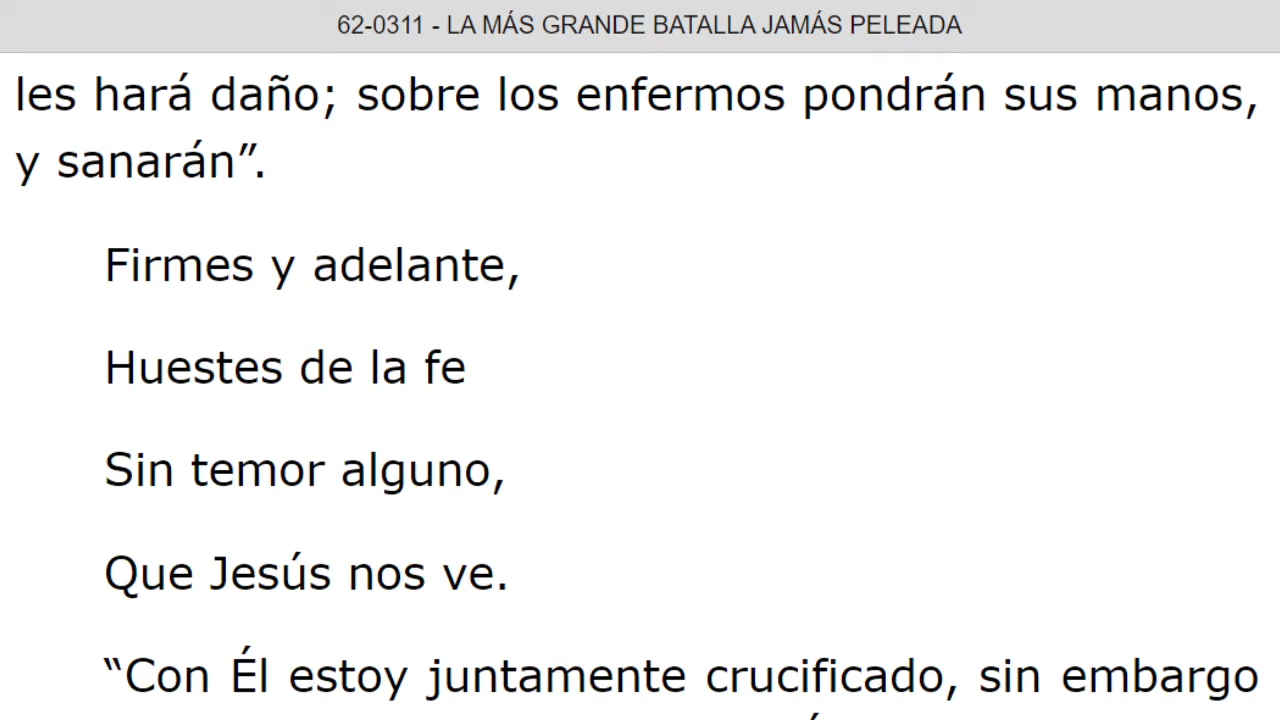 62-0311 - LA MÁS GRANDE BATALLA JAMÁS PELEADA
les hará daño; sobre los enfermos pondrán sus manos,
y sanarán”.
Firmes y adelante,
Huestes de la fe
Sin temor alguno,
Que Jesús nos ve.
“Con Él estoy juntamente crucificado, sin embargo